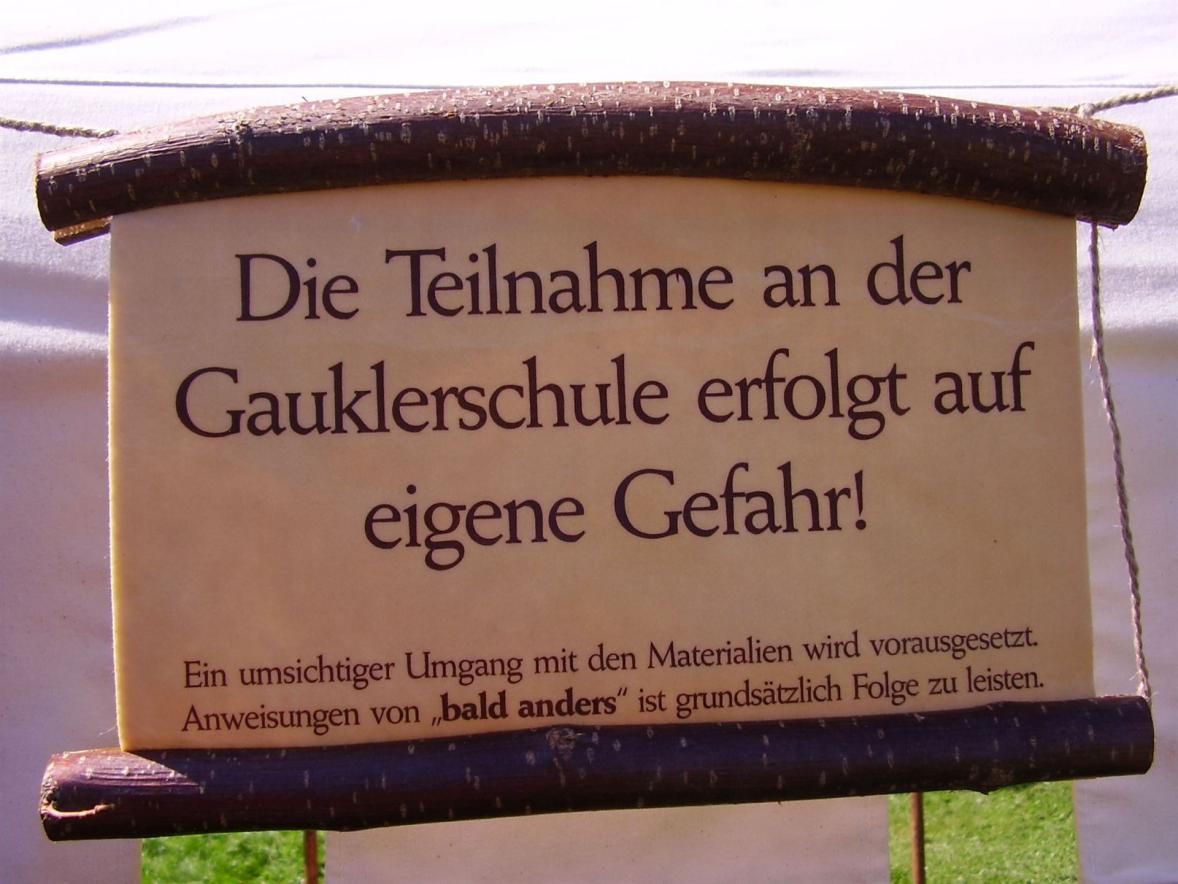 Die Teilnahme an der
Gauklerschule erfolgt auf
eigene Gefahr!
Ein umsichtiger Umgang mit den Materialien wird vorausgesetzt.
Anweisungen von „bald anders“ ist grundsätzlich Folge zu leisten.